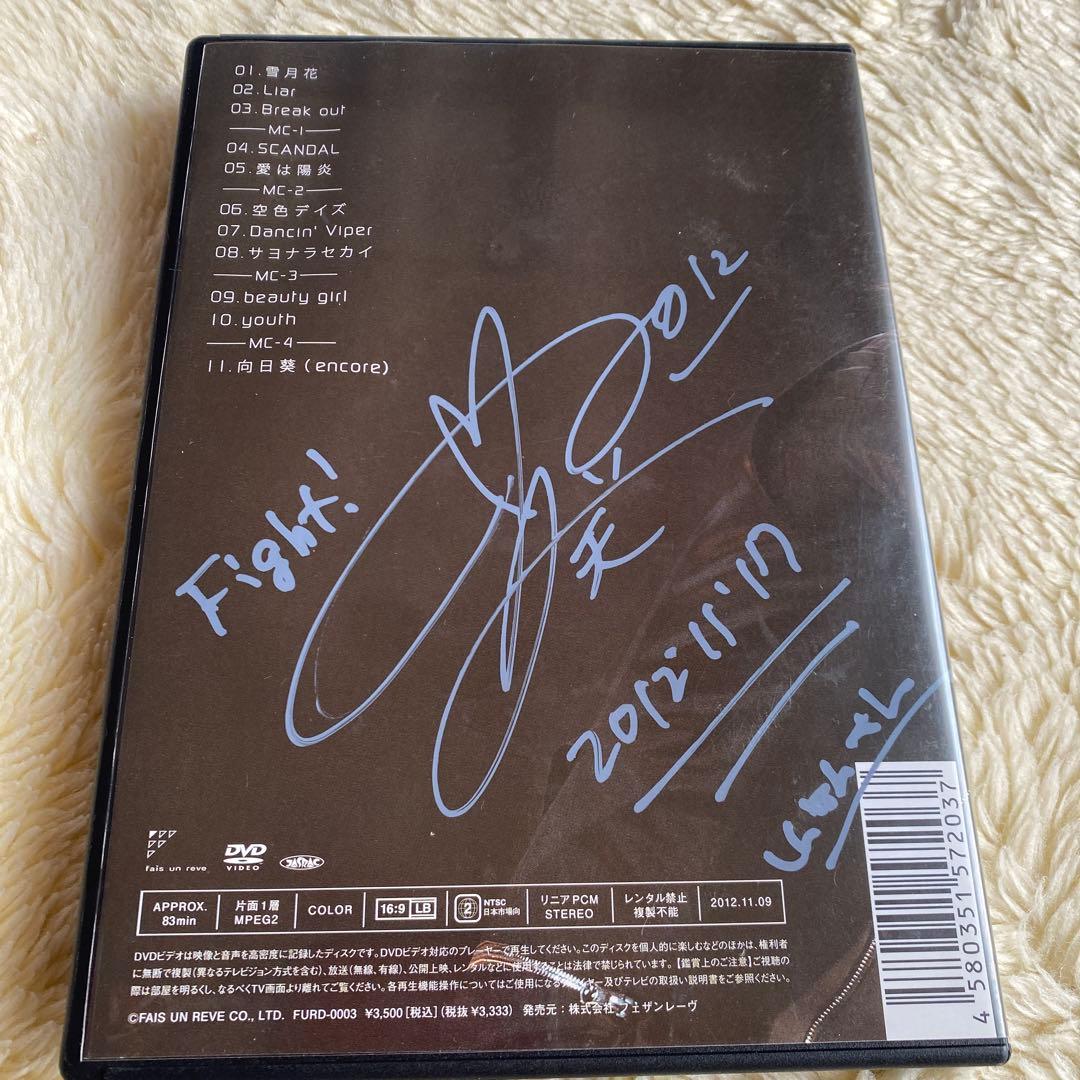 01.雪月花
02.Liar
03.Break out
MC-1
04.SCANDAL
05.愛は陽炎
MC-2
06.空色デイズ
07.Dancin' Viper
08.サヨナラセカイ
MC-3
09.beauty girl
10.youth
MC-4
11.向日葵(encore)
2012
Fight!
天
2012.11.17
fais un reve
DVD VIDEO
JASRAC
APPROX. 83min
片面1層 MPEG2
COLOR
16:9 LB
2 NTSC 日本市場向
リニアPCM STEREO
レンタル禁止 複製不能
2012.11.09
DVDビデオは映像と音声を高密度に記録したディスクです。DVDビデオ対応のプレーヤーで再生してください。このディスクを個人的に楽しむなどのほかは、権利者
に無断で複製(異なるテレビジョン方式を含む)、放送(無線、有線)、公開上映、レンタルなどに使用することは法律で禁じられています。【鑑賞上のご注意】ご視聴の
際は部屋を明るくし、なるべくTV画面より離れてご覧ください。各再生機能操作についてはご使用になるプレーヤー及びテレビの取扱い説明書をご参照ください。
©FAIS UN REVE CO., LTD. FURD-0003 ¥3,500[税込](税抜 ¥3,333) 発売元:株式会社フェザンレーヴ
4 580351 572037